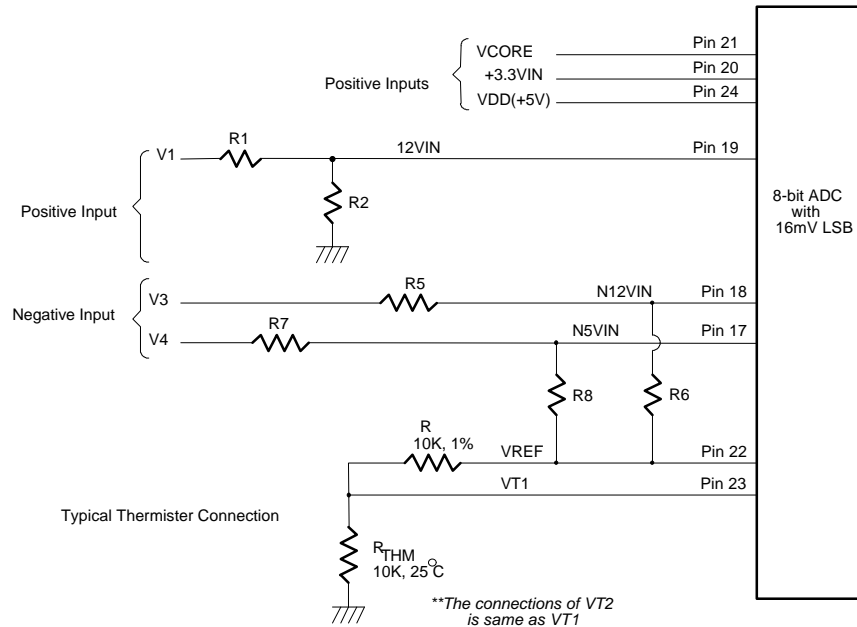 VCORE
Pin 21
Positive Inputs
+3.3VIN
Pin 20
VDD(+5V)
Pin 24
V1
R1
12VIN
Pin 19
R2
Positive Input
8-bit ADC
with
16mV LSB
Negative Input
V3
R5
N12VIN
Pin 18
V4
R7
N5VIN
Pin 17
R8
R6
R
10K, 1%
VREF
Pin 22
VT1
Pin 23
Typical Thermister Connection
RTHM
10K, 25°C
**The connections of VT2
is same as VT1